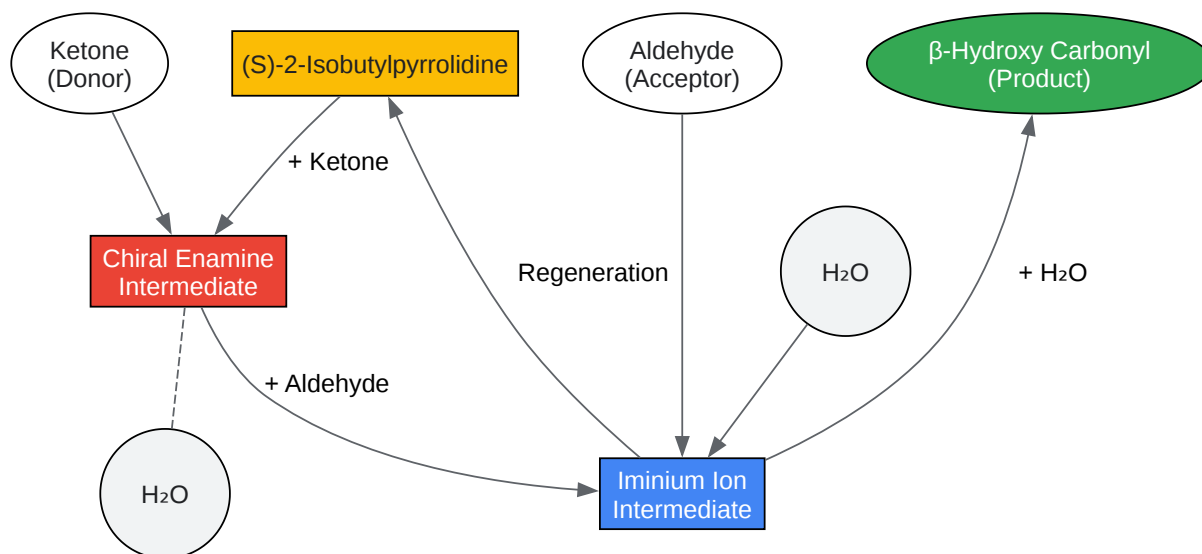 Ketone
(Donor)
(S)-2-Isobutylpyrrolidine
Aldehyde
(Acceptor)
β-Hydroxy Carbonyl
(Product)
+ Ketone
Chiral Enamine
Intermediate
Regeneration
H₂O
+ H₂O
+ Aldehyde
H₂O
Iminium Ion
Intermediate